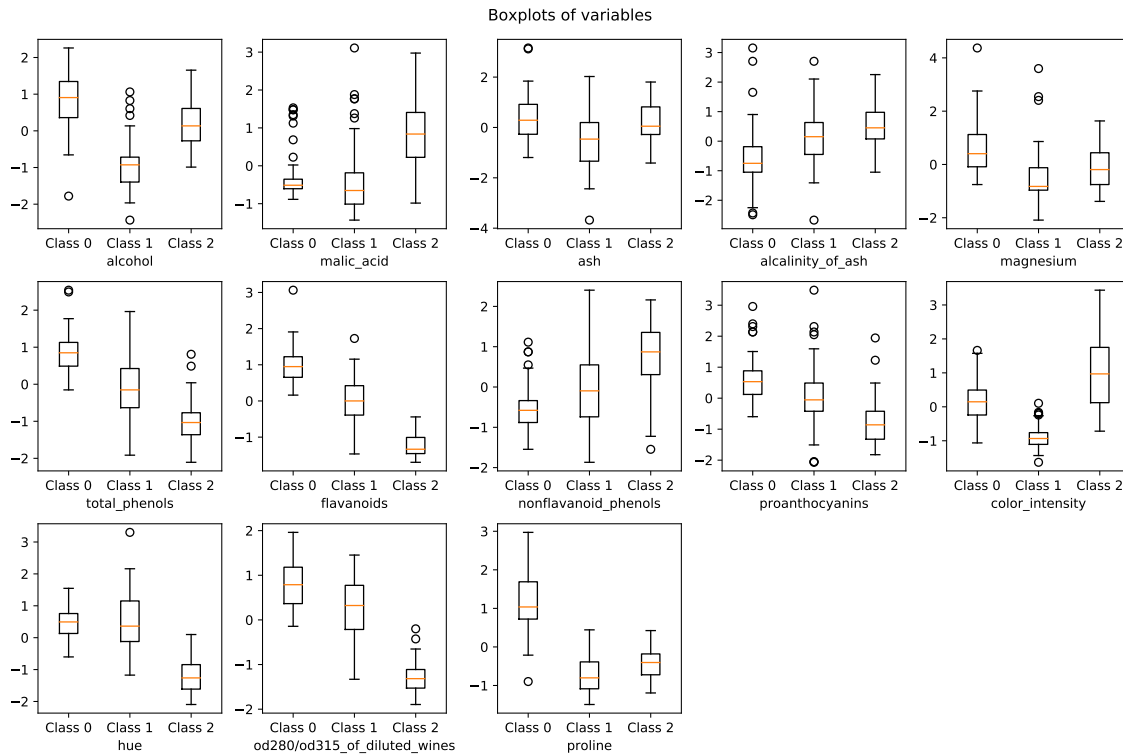 Boxplots of variables
2
1
0
−1
−2
Class 0 Class 1 Class 2
alcohol
3
2
1
0
−1
Class 0 Class 1 Class 2
malic_acid
2
0
−2
−4
Class 0 Class 1 Class 2
ash
3
2
1
0
−1
−2
Class 0 Class 1 Class 2
alcalinity_of_ash
4
2
0
−2
Class 0 Class 1 Class 2
magnesium
2
1
0
−1
−2
Class 0 Class 1 Class 2
total_phenols
3
2
1
0
−1
Class 0 Class 1 Class 2
flavanoids
2
1
0
−1
−2
Class 0 Class 1 Class 2
nonflavanoid_phenols
3
2
1
0
−1
−2
Class 0 Class 1 Class 2
proanthocyanins
3
2
1
0
−1
Class 0 Class 1 Class 2
color_intensity
3
2
1
0
−1
−2
Class 0 Class 1 Class 2
hue
2
1
0
−1
−2
Class 0 Class 1 Class 2
od280/od315_of_diluted_wines
3
2
1
0
−1
Class 0 Class 1 Class 2
proline